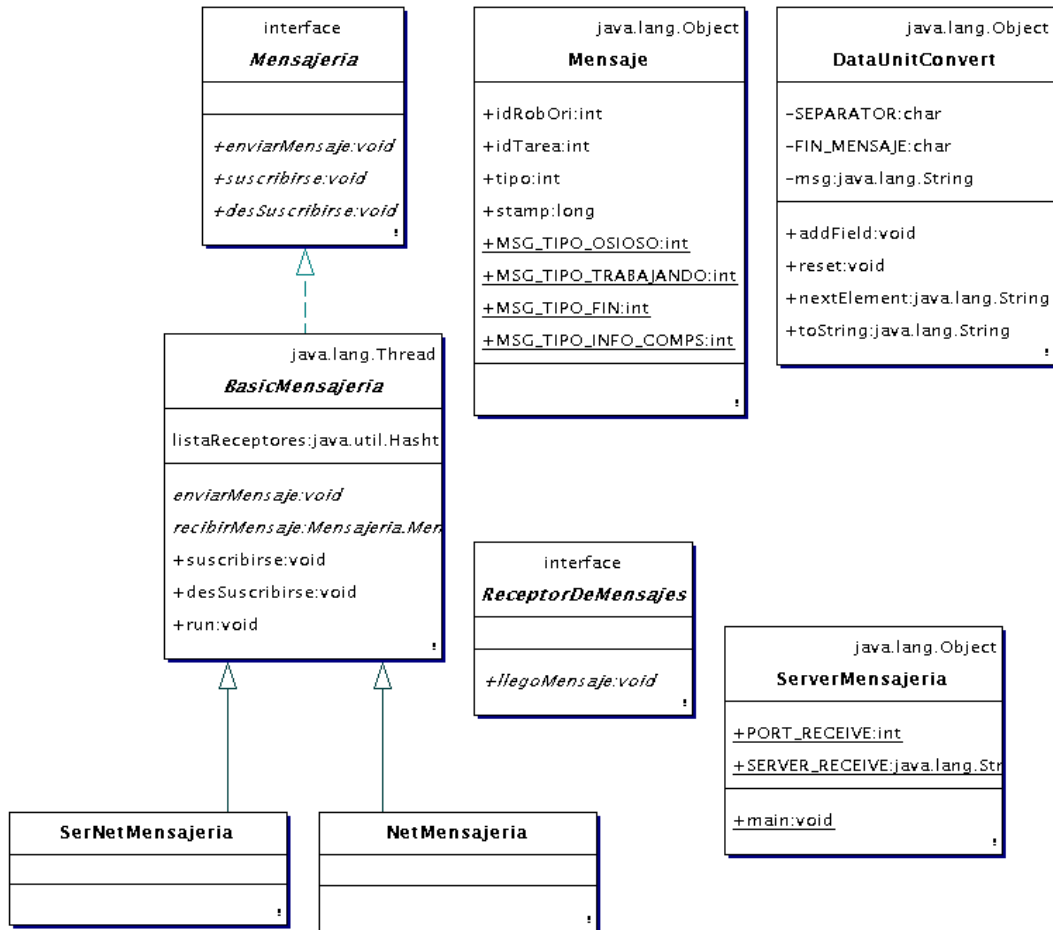 interface
Mensajeria
+enviarMensaje:void
+suscribirse:void
+desSuscribirse:void
!
java.lang.Object
Mensaje
+idRobOri:int
+idTarea:int
+tipo:int
+stamp:long
+MSG_TIPO_OSIOSO:int
+MSG_TIPO_TRABAJANDO:int
+MSG_TIPO_FIN:int
+MSG_TIPO_INFO_COMPS:int
!
java.lang.Object
DataUnitConvert
-SEPARATOR:char
-FIN_MENSAJE:char
-msg:java.lang.String
+addField:void
+reset:void
+nextElement:java.lang.String
+toString:java.lang.String
!
java.lang.Thread
BasicMensajeria
listaReceptores:java.util.Hasht
enviarMensaje:void
recibirMensaje:Mensajeria.Men
+suscribirse:void
+desSuscribirse:void
+run:void
!
interface
ReceptorDeMensajes
+llegoMensaje:void
!
java.lang.Object
ServerMensajeria
+PORT_RECEIVE:int
+SERVER_RECEIVE:java.lang.Str
+main:void
!
SerNetMensajeria
!
NetMensajeria
!